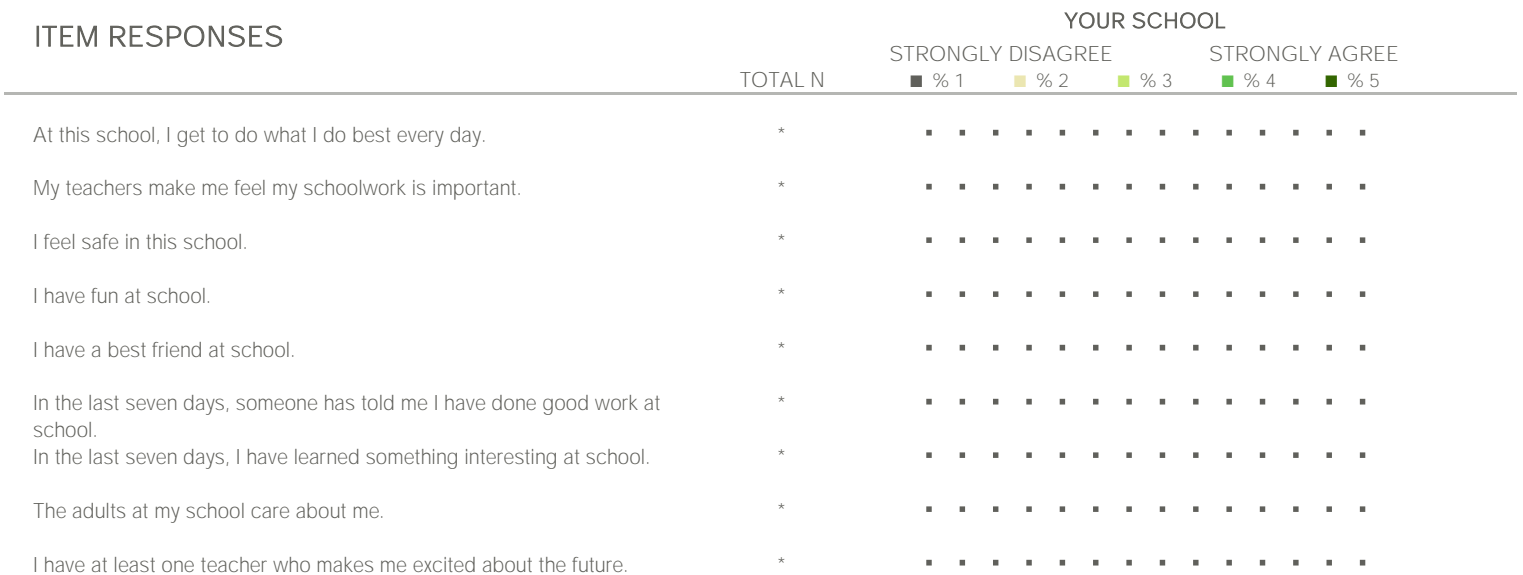 ITEM RESPONSES
YOUR SCHOOL
STRONGLY DISAGREE STRONGLY AGREE
TOTAL N ■ % 1 ■ % 2 ■ % 3 ■ % 4 ■ % 5
At this school, I get to do what I do best every day. * ▪ ▪ ▪ ▪ ▪ ▪ ▪ ▪ ▪ ▪ ▪ ▪ ▪ ▪
My teachers make me feel my schoolwork is important. * ▪ ▪ ▪ ▪ ▪ ▪ ▪ ▪ ▪ ▪ ▪ ▪ ▪ ▪
I feel safe in this school. * ▪ ▪ ▪ ▪ ▪ ▪ ▪ ▪ ▪ ▪ ▪ ▪ ▪ ▪
I have fun at school. * ▪ ▪ ▪ ▪ ▪ ▪ ▪ ▪ ▪ ▪ ▪ ▪ ▪ ▪
I have a best friend at school. * ▪ ▪ ▪ ▪ ▪ ▪ ▪ ▪ ▪ ▪ ▪ ▪ ▪ ▪
In the last seven days, someone has told me I have done good work at * ▪ ▪ ▪ ▪ ▪ ▪ ▪ ▪ ▪ ▪ ▪ ▪ ▪ ▪
school.
In the last seven days, I have learned something interesting at school. * ▪ ▪ ▪ ▪ ▪ ▪ ▪ ▪ ▪ ▪ ▪ ▪ ▪ ▪
The adults at my school care about me. * ▪ ▪ ▪ ▪ ▪ ▪ ▪ ▪ ▪ ▪ ▪ ▪ ▪ ▪
I have at least one teacher who makes me excited about the future. * ▪ ▪ ▪ ▪ ▪ ▪ ▪ ▪ ▪ ▪ ▪ ▪ ▪ ▪